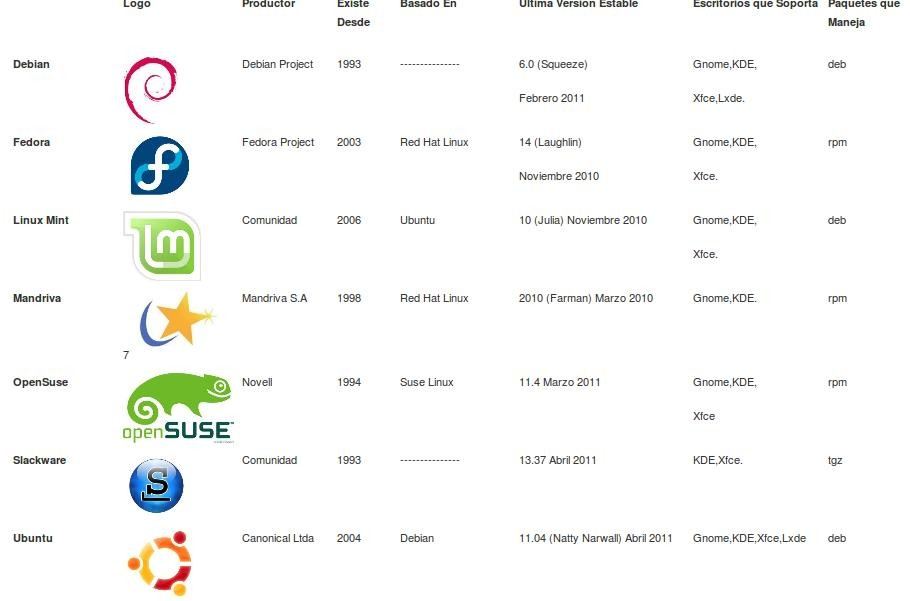 Logo Productor Existe Basado En Ultima Version Estable Escritorios que Soporta Paquetes que
Desde Maneja
Debian Debian Project 1993 --------------- 6.0 (Squeeze) Gnome,KDE, deb
Febrero 2011 Xfce,Lxde.
Fedora Fedora Project 2003 Red Hat Linux 14 (Laughlin) Gnome,KDE, rpm
Noviembre 2010 Xfce.
Linux Mint Comunidad 2006 Ubuntu 10 (Julia) Noviembre 2010 Gnome,KDE, deb
Xfce.
Mandriva Mandriva S.A 1998 Red Hat Linux 2010 (Farman) Marzo 2010 Gnome,KDE. rpm
7
OpenSuse Novell 1994 Suse Linux 11.4 Marzo 2011 Gnome,KDE, rpm
Xfce
openSUSE
Slackware Comunidad 1993 --------------- 13.37 Abril 2011 KDE,Xfce. tgz
S
Ubuntu Canonical Ltda 2004 Debian 11.04 (Natty Narwall) Abril 2011 Gnome,KDE,Xfce,Lxde deb